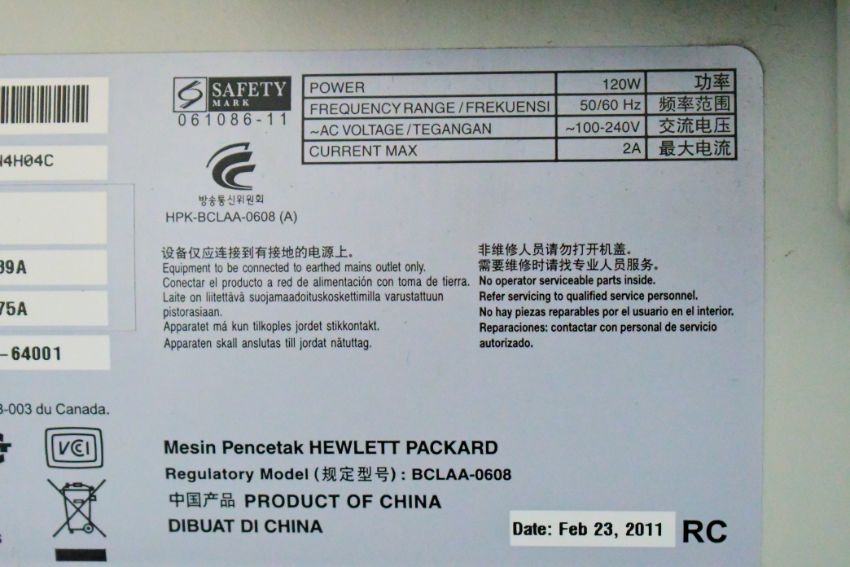 SAFETY
MARK
061086-11
방송통신위원회
HPK-BCLAA-0608 (A)
POWER 120W 功率
FREQUENCY RANGE / FREKUENSI 50/60 Hz 频率范围
~AC VOLTAGE / TEGANGAN ~100-240V 交流电压
CURRENT MAX 2A 最大电流
4H04C
设备仅应连接到有接地的电源上。
Equipment to be connected to earthed mains outlet only.
Conectar el producto a red de alimentación con toma de tierra.
Laite on liitettävä suojamaadoituskoskettimilla varustattuun
pistorasiaan.
Apparatet må kun tilkoples jordet stikkontakt.
Apparaten skall anslutas till jordat nätuttag.
非维修人员请勿打开机盖。
需要维修时请找专业人员服务。
No operator serviceable parts inside.
Refer servicing to qualified service personnel.
No hay piezas reparables por el usuario en el interior.
Reparaciones: contactar con personal de servicio
autorizado.
39A
75A
-64001
-003 du Canada.
VCI
Mesin Pencetak HEWLETT PACKARD
Regulatory Model (规定型号) : BCLAA-0608
中国产品 PRODUCT OF CHINA
DIBUAT DI CHINA
Date: Feb 23, 2011 RC